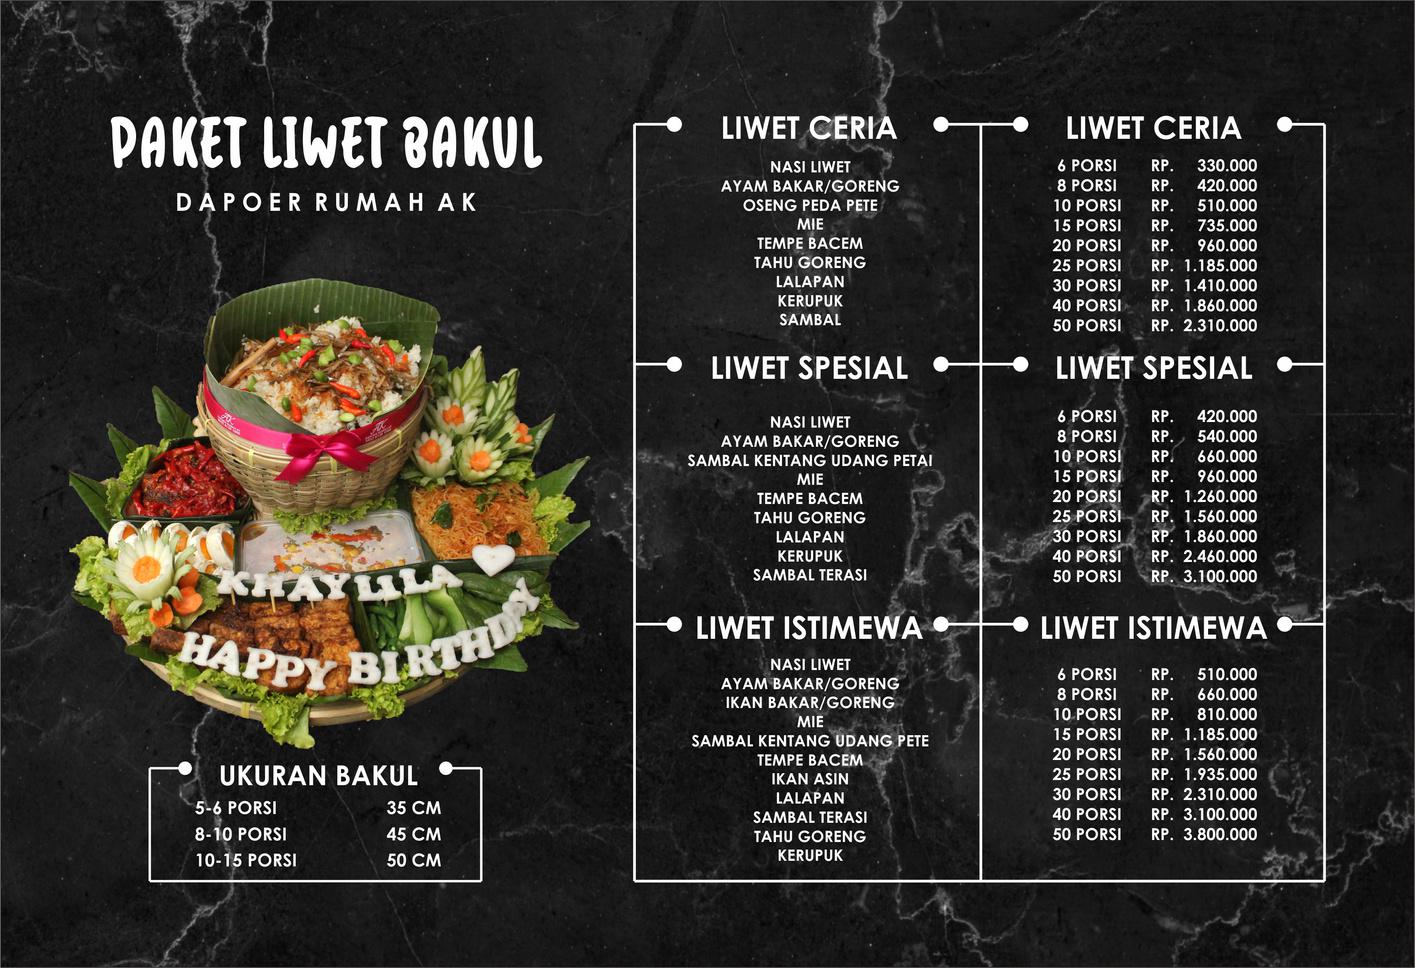 PAKET LIWET BAKUL
DAPOER RUMAH AK
KHAYLILA
HAPPY BIRTHDAY
UKURAN BAKUL
5-6 PORSI 35 CM
8-10 PORSI 45 CM
10-15 PORSI 50 CM
LIWET CERIA
NASI LIWET
AYAM BAKAR/GORENG
OSENG PEDA PETE
MIE
TEMPE BACEM
TAHU GORENG
LALAPAN
KERUPUK
SAMBAL
LIWET CERIA
6 PORSI RP. 330.000
8 PORSI RP. 420.000
10 PORSI RP. 510.000
15 PORSI RP. 735.000
20 PORSI RP. 960.000
25 PORSI RP. 1.185.000
30 PORSI RP. 1.410.000
40 PORSI RP. 1.860.000
50 PORSI RP. 2.310.000
LIWET SPESIAL
NASI LIWET
AYAM BAKAR/GORENG
SAMBAL KENTANG UDANG PETAI
MIE
TEMPE BACEM
TAHU GORENG
LALAPAN
KERUPUK
SAMBAL TERASI
LIWET SPESIAL
6 PORSI RP. 420.000
8 PORSI RP. 540.000
10 PORSI RP. 660.000
15 PORSI RP. 960.000
20 PORSI RP. 1.260.000
25 PORSI RP. 1.560.000
30 PORSI RP. 1.860.000
40 PORSI RP. 2.460.000
50 PORSI RP. 3.100.000
LIWET ISTIMEWA
NASI LIWET
AYAM BAKAR/GORENG
IKAN BAKAR/GORENG
MIE
SAMBAL KENTANG UDANG PETE
TEMPE BACEM
IKAN ASIN
LALAPAN
SAMBAL TERASI
TAHU GORENG
KERUPUK
LIWET ISTIMEWA
6 PORSI RP. 510.000
8 PORSI RP. 660.000
10 PORSI RP. 810.000
15 PORSI RP. 1.185.000
20 PORSI RP. 1.560.000
25 PORSI RP. 1.935.000
30 PORSI RP. 2.310.000
40 PORSI RP. 3.100.000
50 PORSI RP. 3.800.000